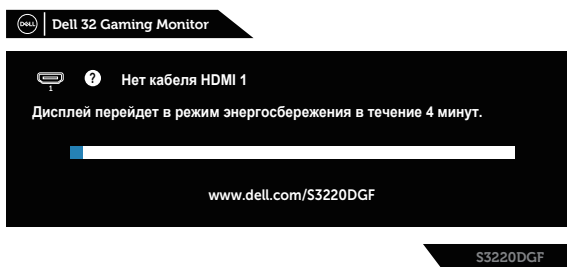 DELL Dell 32 Gaming Monitor
1 ? Нет кабеля HDMI 1
Дисплей перейдет в режим энергосбережения в течение 4 минут.
www.dell.com/S3220DGF
S3220DGF